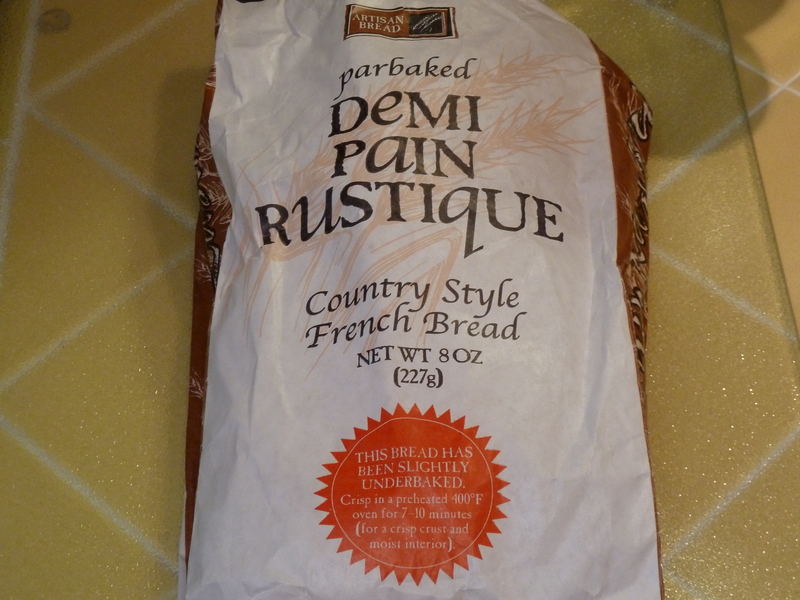 ARTISAN
BREAD
parbaked
DeMI
PaIN
RUSTIqUE
Country Style
French Bread
NET WT 8 OZ
(227g)
THIS BREAD HAS
BEEN SLIGHTLY
UNDERBAKED.
Crisp in a preheated 400°F
oven for 7-10 minutes
(for a crisp crust and
moist interior).